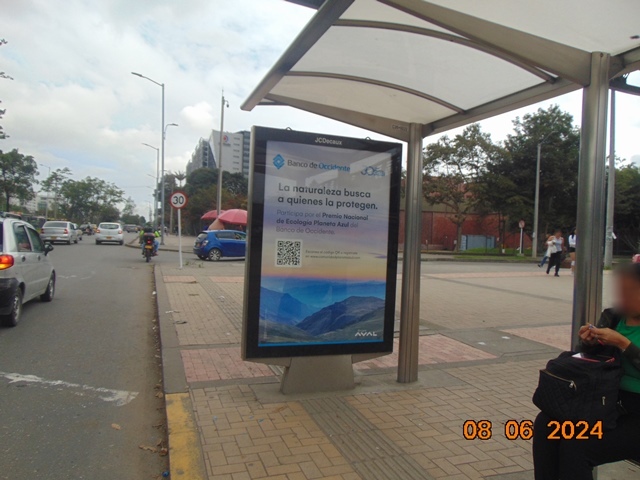 JCDecaux
Banco de Occidente
La naturaleza busca
a quienes la protegen.
Participa por el Premio Nacional
de Ecología Planeta Azul del
Banco de Occidente.
AVAL
30
08 06 2024